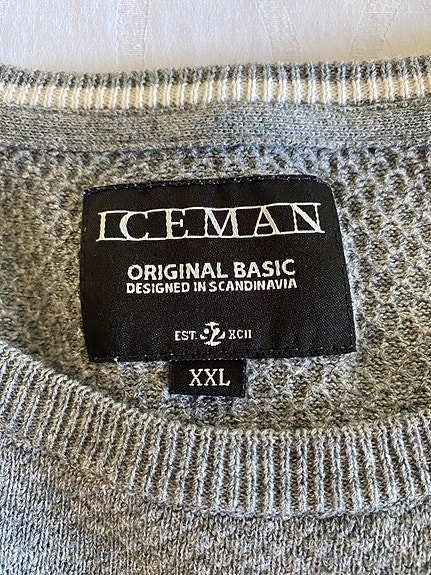 ICEMAN
ORIGINAL BASIC
DESIGNED IN SCANDINAVIA
EST. 92 XCII
XXL